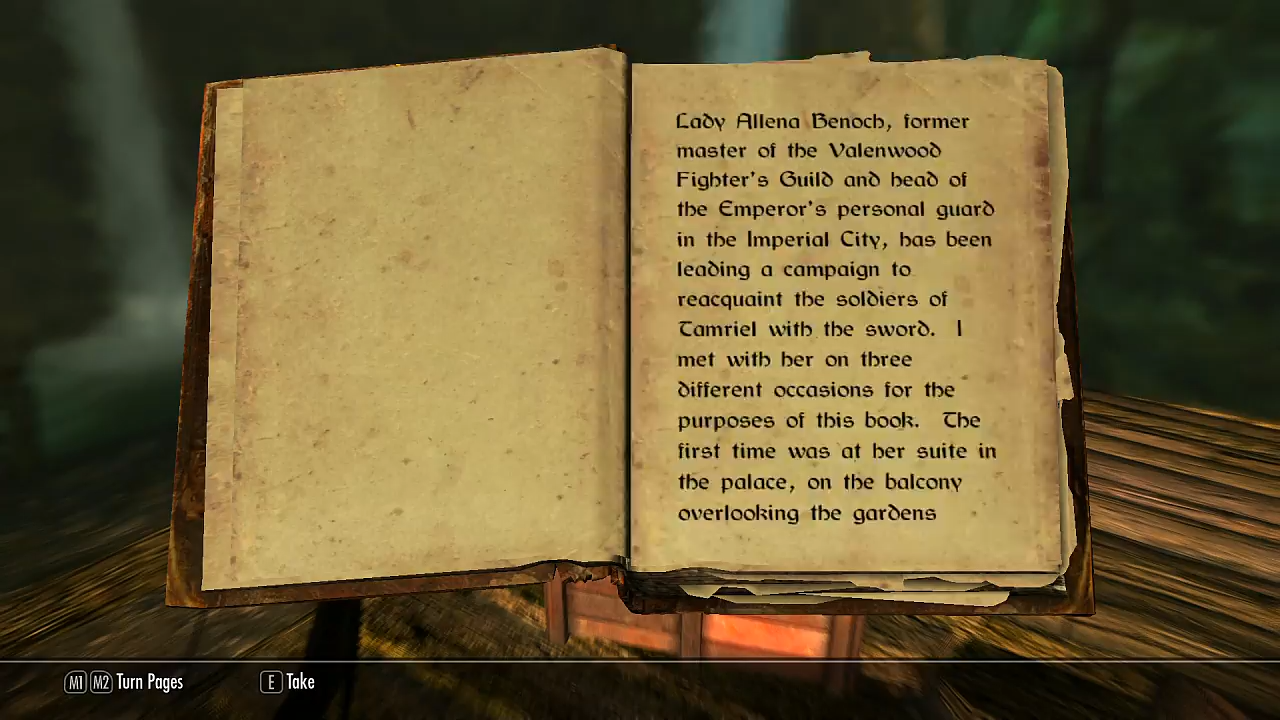 Lady Allena Benoch, former
master of the Valenwood
Fighter's Guild and head of
the Emperor's personal guard
in the Imperial City, has been
leading a campaign to
reacquaint the soldiers of
Tamriel with the sword.  I
met with her on three
different occasions for the
purposes of this book.  The
first time was at her suite in
the palace, on the balcony
overlooking the gardens
M1 M2 Turn Pages
E Take